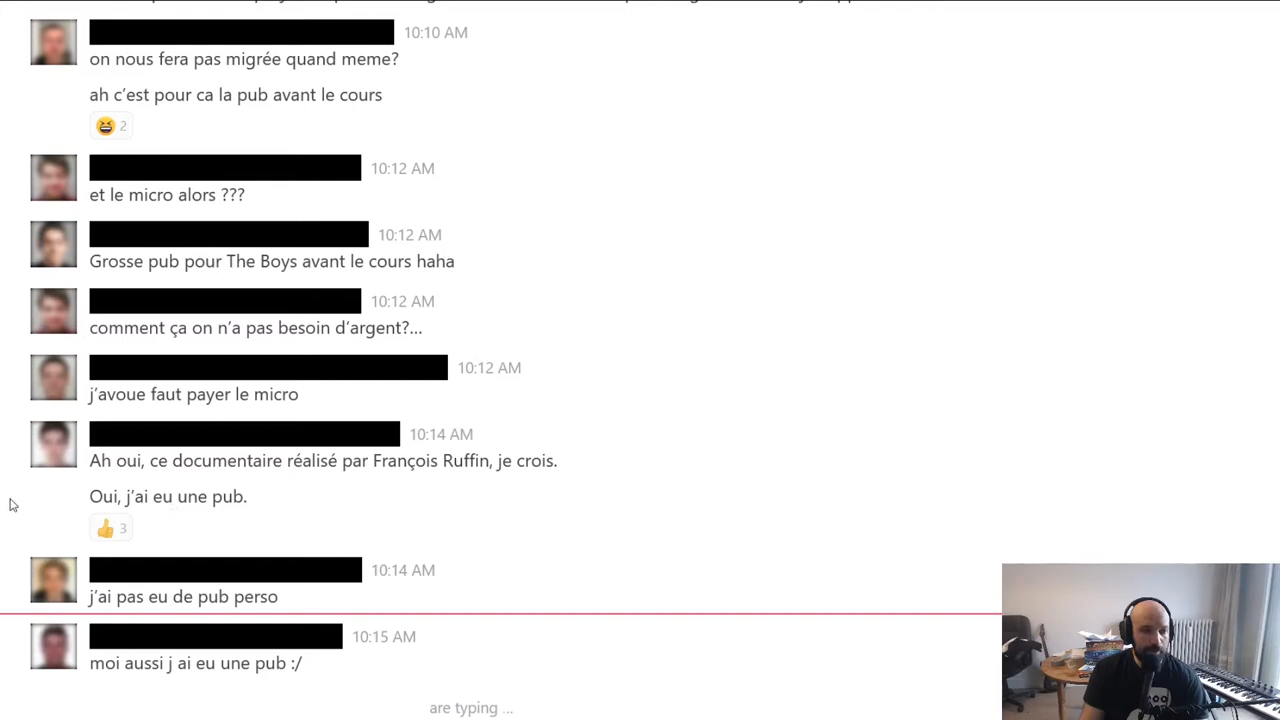 10:10 AM
on nous fera pas migrée quand meme?
ah c’est pour ca la pub avant le cours
2
10:12 AM
et le micro alors ???
10:12 AM
Grosse pub pour The Boys avant le cours haha
10:12 AM
comment ça on n’a pas besoin d’argent?...
10:12 AM
j’avoue faut payer le micro
10:14 AM
Ah oui, ce documentaire réalisé par François Ruffin, je crois.
Oui, j’ai eu une pub.
3
10:14 AM
j’ai pas eu de pub perso
10:15 AM
moi aussi j ai eu une pub :/
are typing ...